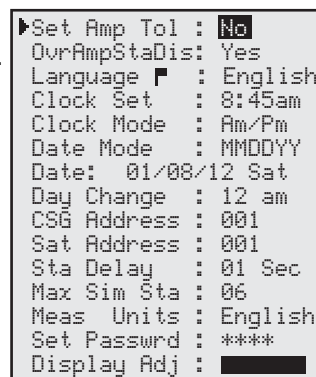 Set Amp Tol : No
OvrAmpStaDis: Yes
Language : English
Clock Set : 8:45am
Clock Mode : Am/Pm
Date Mode : MMDDYY
Date: 01/08/12 Sat
Day Change : 12 am
CSG Address : 001
Sat Address : 001
Sta Delay : 01 Sec
Max Sim Sta : 06
Meas Units : English
Set Passwrd : ****
Display Adj :